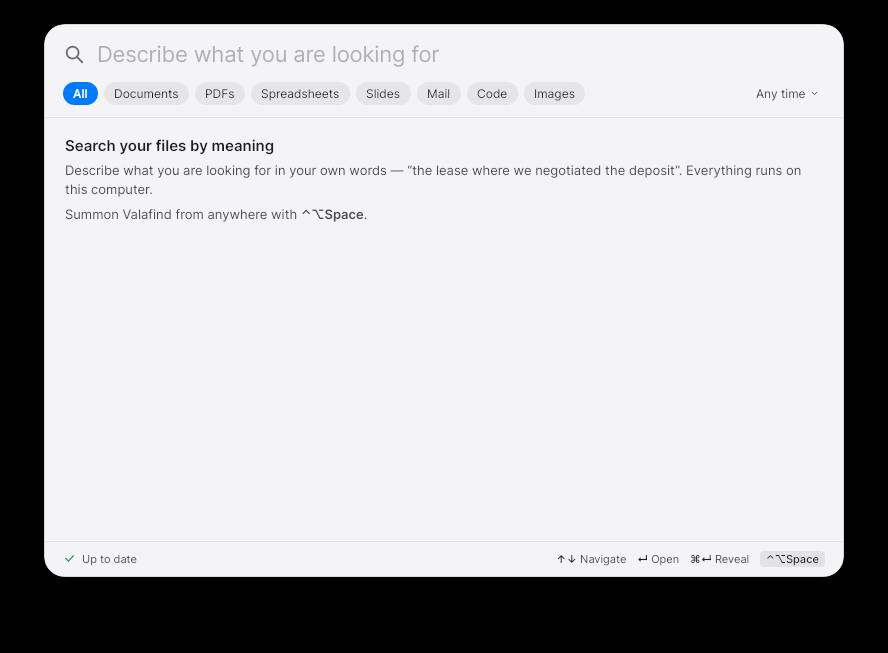 Describe what you are looking for
All Documents PDFs Spreadsheets Slides Mail Code Images Any time
Search your files by meaning
Describe what you are looking for in your own words — “the lease where we negotiated the deposit”. Everything runs on
this computer.
Summon Valafind from anywhere with ⌃⌥Space.
Up to date ↑↓ Navigate ↵ Open ⌘↵ Reveal ⌃⌥Space